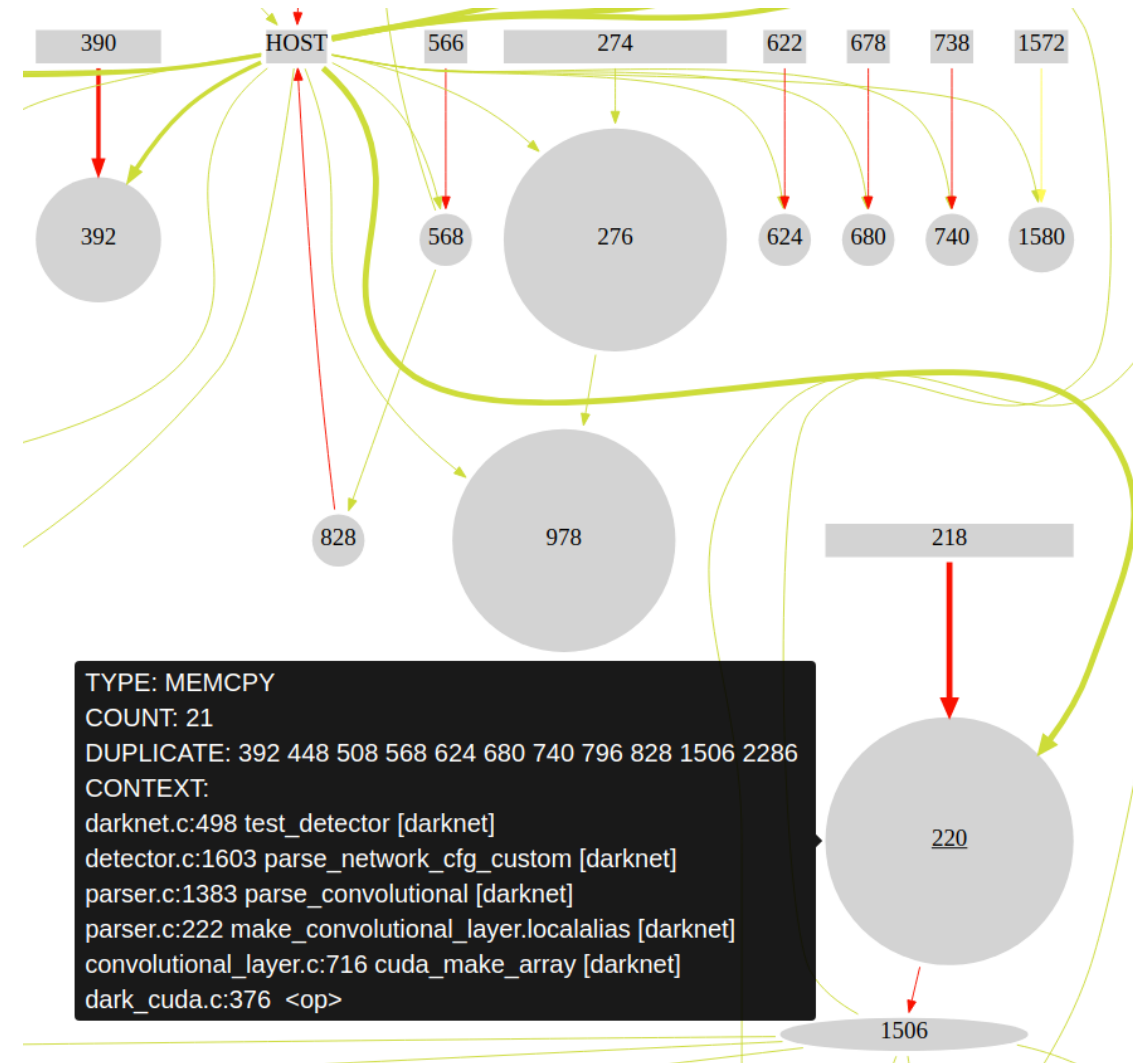 390 HOST 566 274 622 678 738 1572
392 568 276 624 680 740 1580
828 978 218
TYPE: MEMCPY
COUNT: 21
DUPLICATE: 392 448 508 568 624 680 740 796 828 1506 2286
CONTEXT:
darknet.c:498 test_detector [darknet]
detector.c:1603 parse_network_cfg_custom [darknet]
parser.c:1383 parse_convolutional [darknet]
parser.c:222 make_convolutional_layer.localalias [darknet]
convolutional_layer.c:716 cuda_make_array [darknet]
dark_cuda.c:376 <op>
220
1506